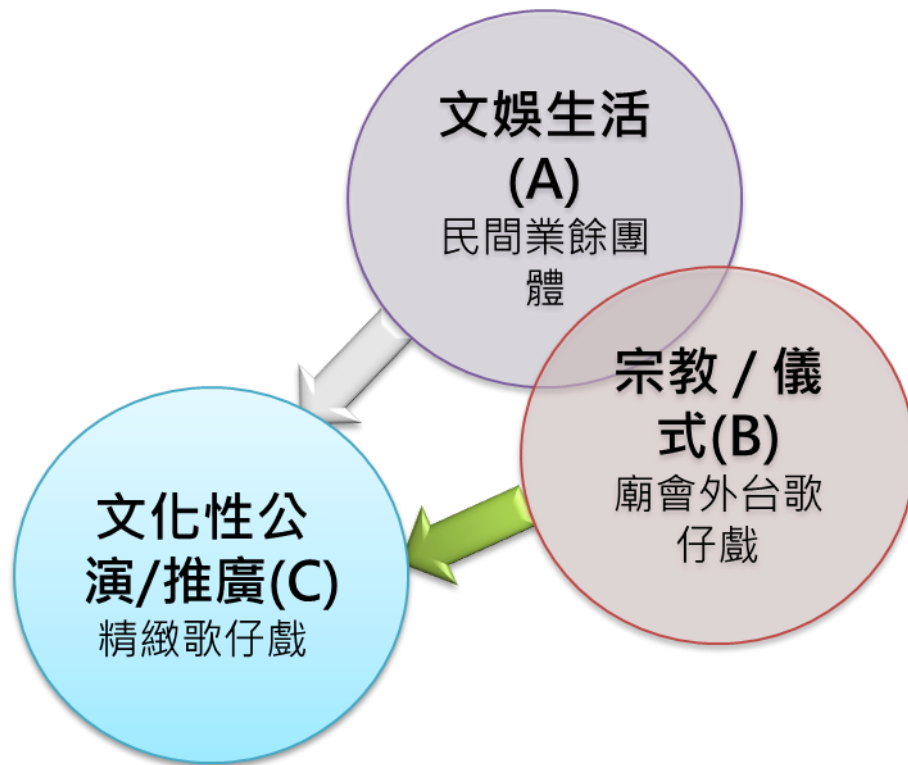 文娛生活
(A)
民間業餘團
體
宗教 / 儀
式(B)
廟會外台歌
仔戲
文化性公
演/推廣(C)
精緻歌仔戲